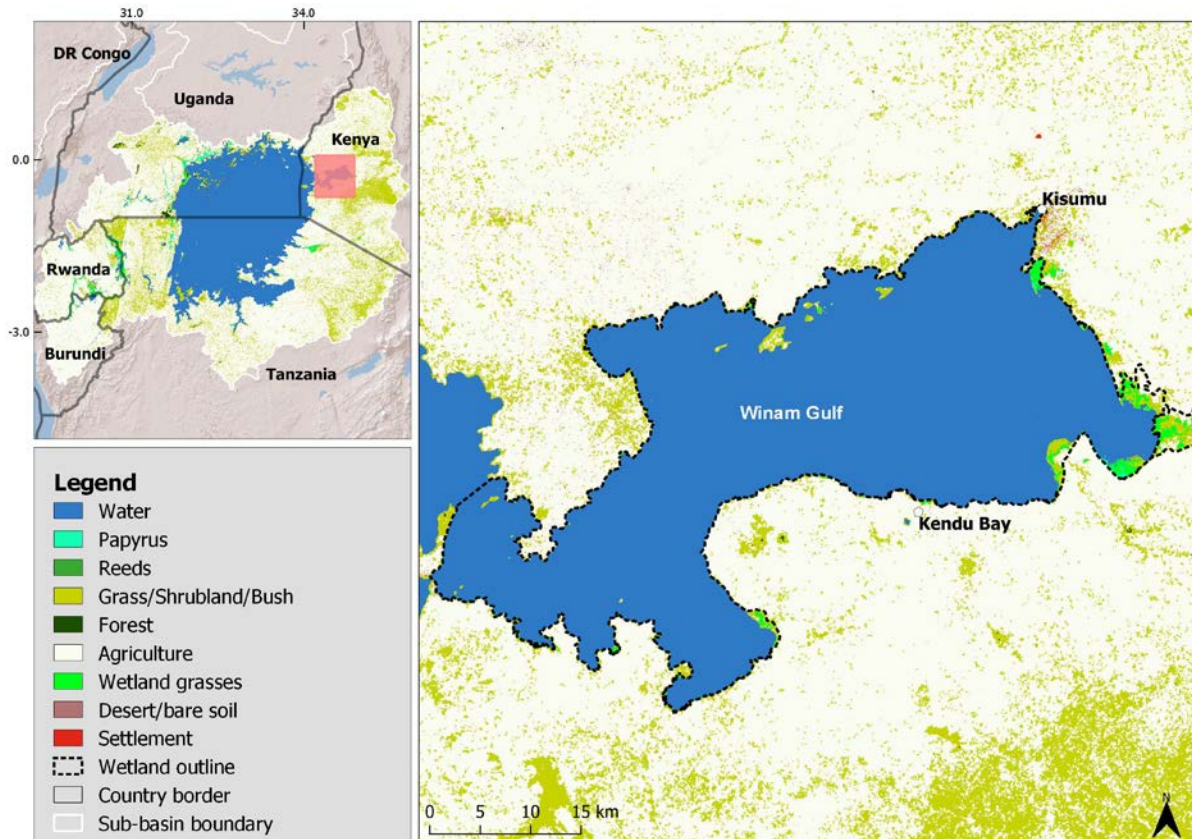 31.0 34.0
DR Congo
Uganda
Kenya
0.0
Rwanda
-3.0
Burundi
Tanzania
Legend
Water
Papyrus
Reeds
Grass/Shrubland/Bush
Forest
Agriculture
Wetland grasses
Desert/bare soil
Settlement
Wetland outline
Country border
Sub-basin boundary
Kisumu
Winam Gulf
Kendu Bay
0 5 10 15 km
N